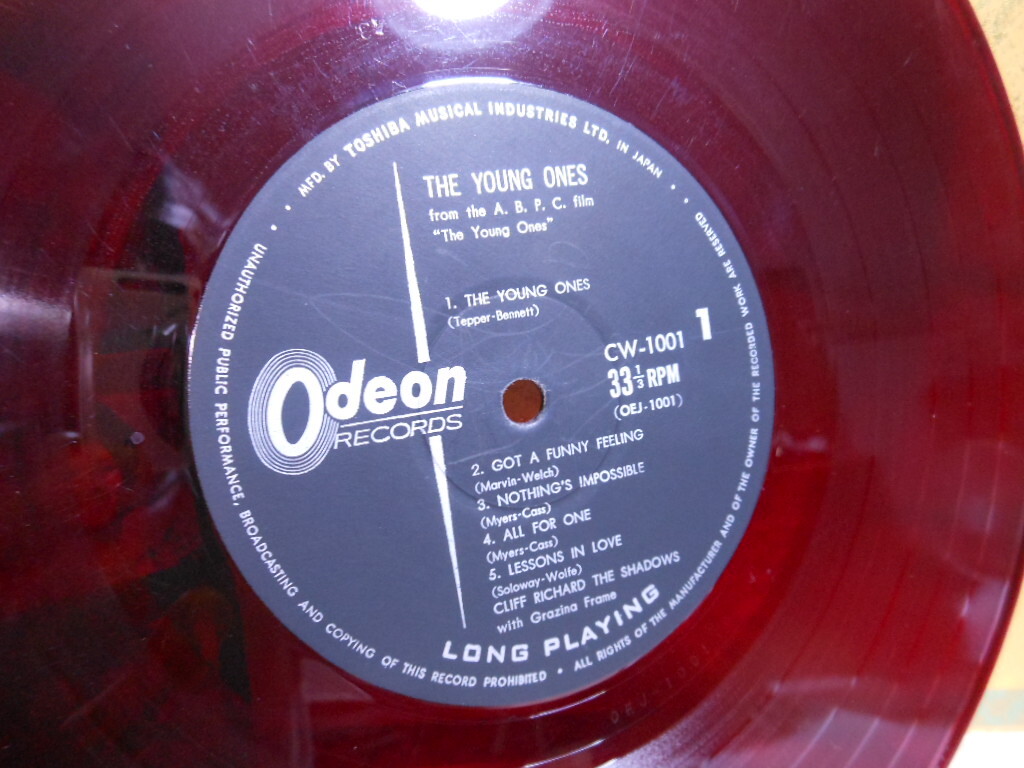 MFD. BY TOSHIBA MUSICAL INDUSTRIES LTD. IN JAPAN
THE YOUNG ONES
from the A. B. P. C. film
"The Young Ones"
1. THE YOUNG ONES
(Tepper-Bennett)
Odeon
RECORDS
CW-1001 1
33 1/3 RPM
(OEJ-1001)
2. GOT A FUNNY FEELING
(Marvin-Welch)
3. NOTHING'S IMPOSSIBLE
(Myers-Cass)
4. ALL FOR ONE
(Myers-Cass)
5. LESSONS IN LOVE
(Soloway-Wolfe)
CLIFF RICHARD THE SHADOWS
with Grazina Frame
LONG PLAYING
• ALL RIGHTS OF THE MANUFACTURER AND OF THE OWNER OF THE RECORDED WORK ARE RESERVED •
• UNAUTHORIZED PUBLIC PERFORMANCE, BROADCASTING AND COPYING OF THIS RECORD PROHIBITED